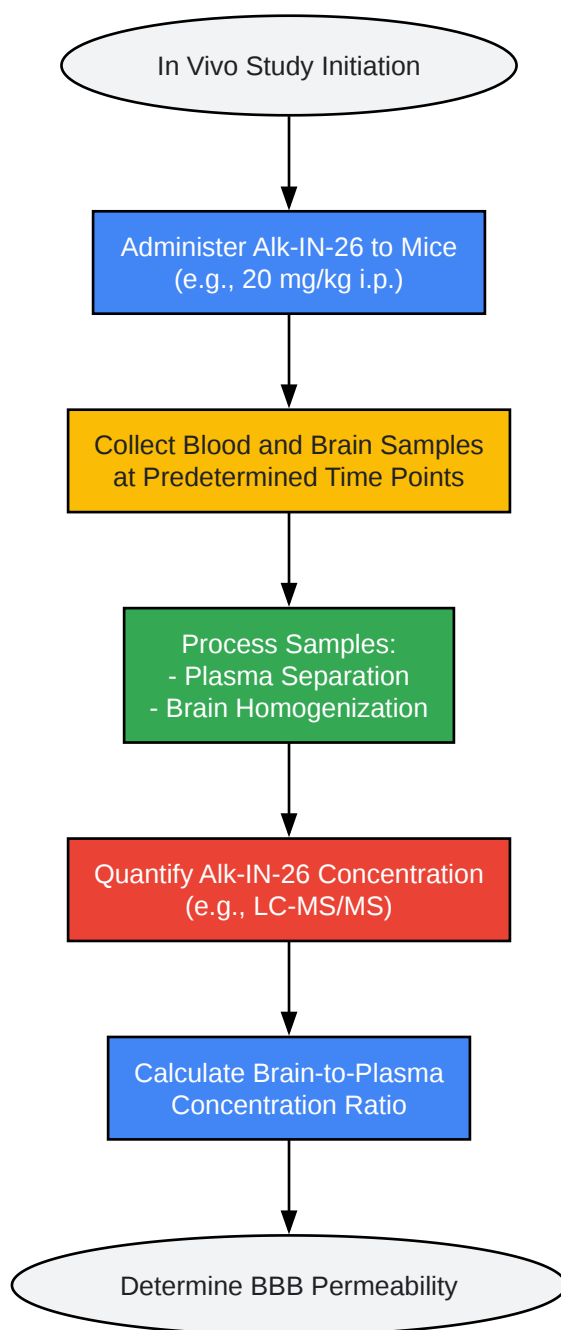 In Vivo Study Initiation
Administer Alk-IN-26 to Mice
(e.g., 20 mg/kg i.p.)
Collect Blood and Brain Samples
at Predetermined Time Points
Process Samples:
- Plasma Separation
- Brain Homogenization
Quantify Alk-IN-26 Concentration
(e.g., LC-MS/MS)
Calculate Brain-to-Plasma
Concentration Ratio
Determine BBB Permeability